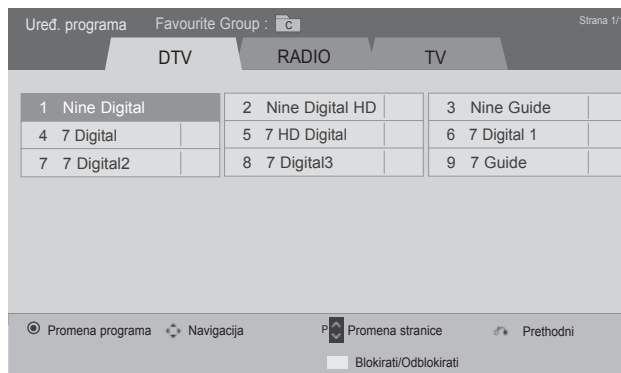 Uređ. programa Favourite Group : C Strana 1/1
DTV RADIO TV
1 Nine Digital 2 Nine Digital HD 3 Nine Guide
4 7 Digital 5 7 HD Digital 6 7 Digital 1
7 7 Digital2 8 7 Digital3 9 7 Guide
Promena programa Navigacija P Promena stranice Prethodni
Blokirati/Odblokirati